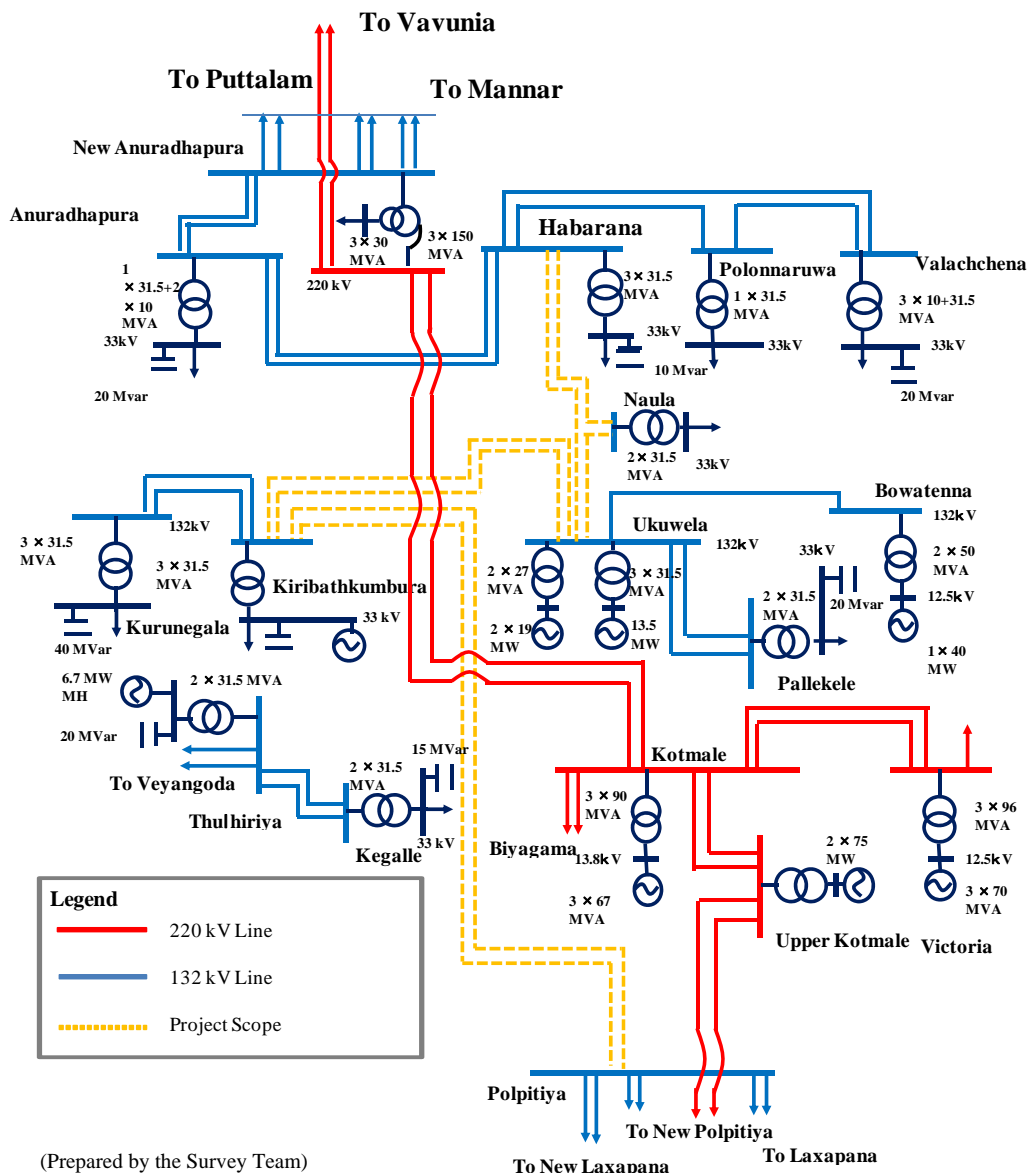 To Vavunia
To Puttalam
To Mannar
New Anuradhapura
Anuradhapura
3 × 30
MVA
3 × 150
MVA
220 kV
1
× 31.5+2
× 10
MVA
33kV
20 Mvar
Habarana
3 × 31.5
MVA
33kV
10 Mvar
Polonnaruwa
1 × 31.5
MVA
33kV
Valachchena
3 × 10+31.5
MVA
33kV
20 Mvar
Naula
2 × 31.5
MVA
33kV
132kV
3 × 31.5
MVA
Kurunegala
40 MVar
3 × 31.5
MVA
Kiribathkumbura
33 kV
Ukuwela
132kV
2 × 27
MVA
2 × 19
MW
3 × 31.5
MVA
13.5
MW
Bowatenna
132kV
2 × 50
MVA
12.5kV
1 × 40
MW
33kV
2 × 31.5
MVA
20 Mvar
Pallekele
6.7 MW
MH
2 × 31.5 MVA
20 MVar
To Veyangoda
Thulhiriya
2 × 31.5
MVA
15 MVar
33 kV
Kegalle
Kotmale
Biyagama
3 × 90
MVA
13.8kV
3 × 67
MVA
2 × 75
MW
Upper Kotmale
3 × 96
MVA
12.5kV
3 × 70
MVA
Victoria
Legend
220 kV Line
132 kV Line
Project Scope
Polpitiya
To New Polpitiya
To Laxapana
To New Laxapana
(Prepared by the Survey Team)